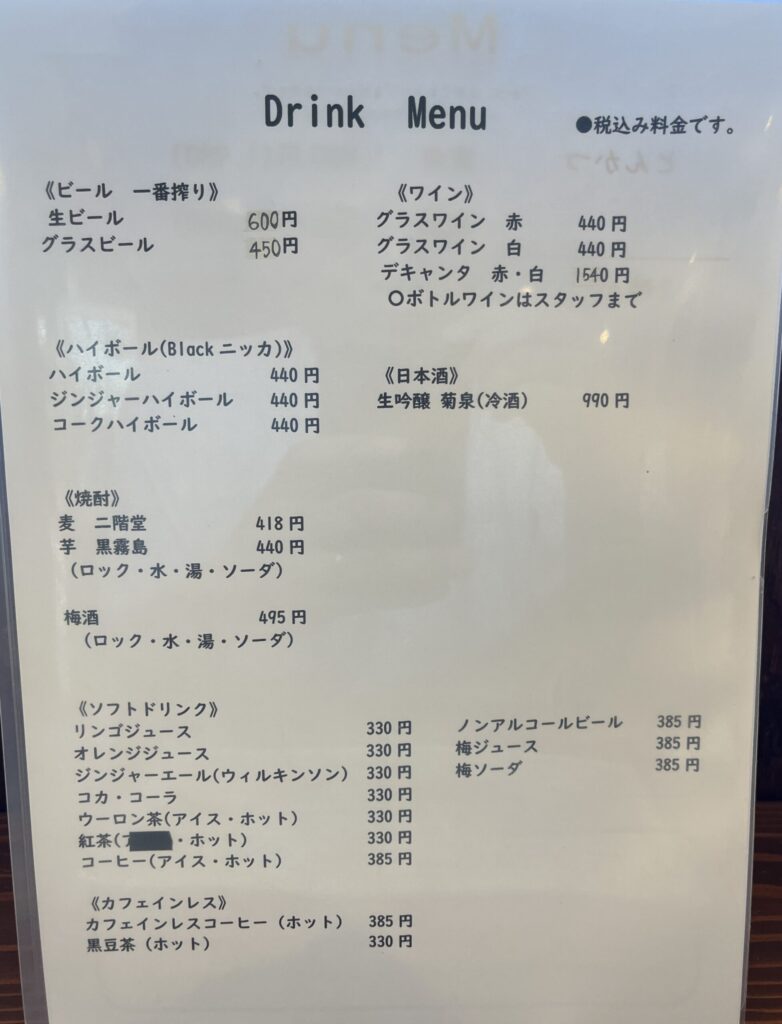 Drink Menu
●税込み料金です。
《ビール 一番搾り》
生ビール 600円
グラスビール 450円
《ワイン》
グラスワイン 赤 440円
グラスワイン 白 440円
デキャンタ 赤・白 1540円
〇ボトルワインはスタッフまで
《ハイボール(Blackニッカ)》
ハイボール 440円
ジンジャーハイボール 440円
コークハイボール 440円
《日本酒》
生吟醸 菊泉(冷酒) 990円
《焼酎》
麦 二階堂 418円
芋 黒霧島 440円
(ロック・水・湯・ソーダ)
梅酒 495円
(ロック・水・湯・ソーダ)
《ソフトドリンク》
リンゴジュース 330円
オレンジジュース 330円
ジンジャーエール(ウィルキンソン) 330円
コカ・コーラ 330円
ウーロン茶(アイス・ホット) 330円
紅茶(ア・ホット) 330円
コーヒー(アイス・ホット) 385円
ノンアルコールビール 385円
梅ジュース 385円
梅ソーダ 385円
《カフェインレス》
カフェインレスコーヒー(ホット) 385円
黒豆茶(ホット) 330円